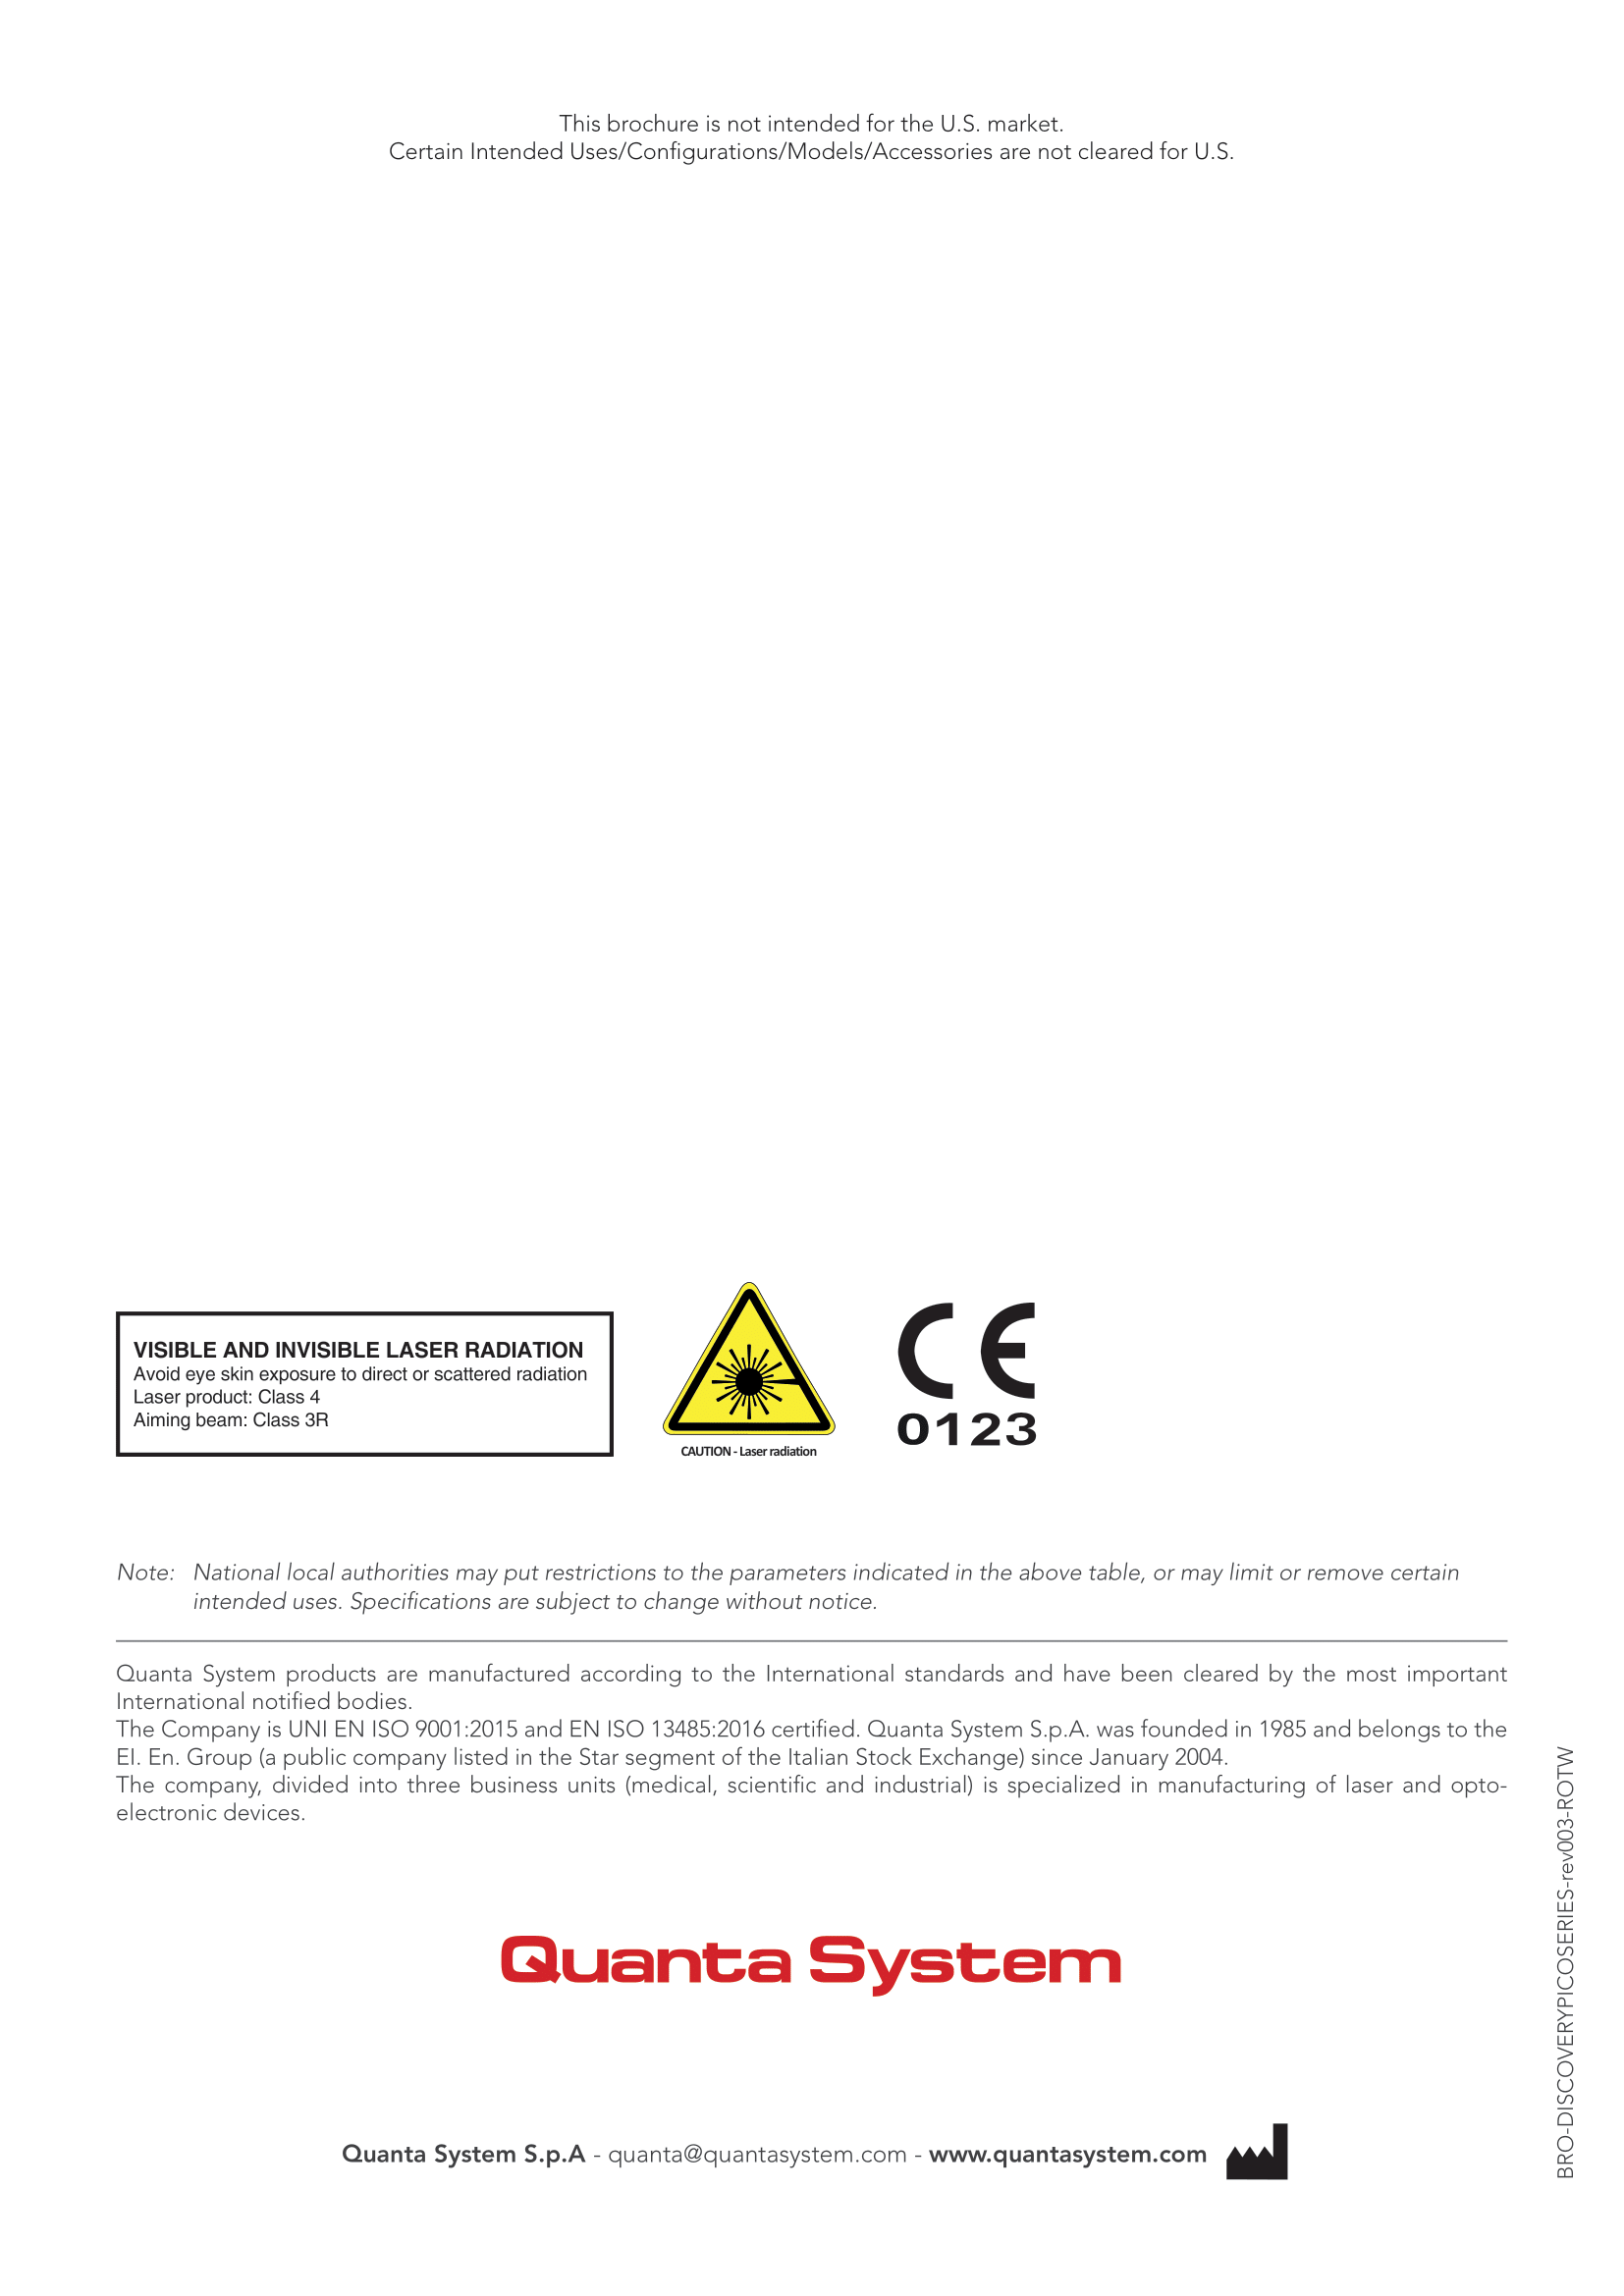 This brochure is not intended for the U.S. market.
Certain Intended Uses/Configurations/Models/Accessories are not cleared for U.S.
VISIBLE AND INVISIBLE LASER RADIATION
Avoid eye skin exposure to direct or scattered radiation
Laser product: Class 4
Aiming beam: Class 3R
CAUTION - Laser radiation
CE
0123
Note: National local authorities may put restrictions to the parameters indicated in the above table, or may limit or remove certain
intended uses. Specifications are subject to change without notice.
Quanta System products are manufactured according to the International standards and have been cleared by the most important
International notified bodies.
The Company is UNI EN ISO 9001:2015 and EN ISO 13485:2016 certified. Quanta System S.p.A. was founded in 1985 and belongs to the
El. En. Group (a public company listed in the Star segment of the Italian Stock Exchange) since January 2004.
The company, divided into three business units (medical, scientific and industrial) is specialized in manufacturing of laser and opto-
electronic devices.
Quanta System
Quanta System S.p.A - quanta@quantasystem.com - www.quantasystem.com
BRO-DISCOVERYPICOSERIES-rev003-ROTW